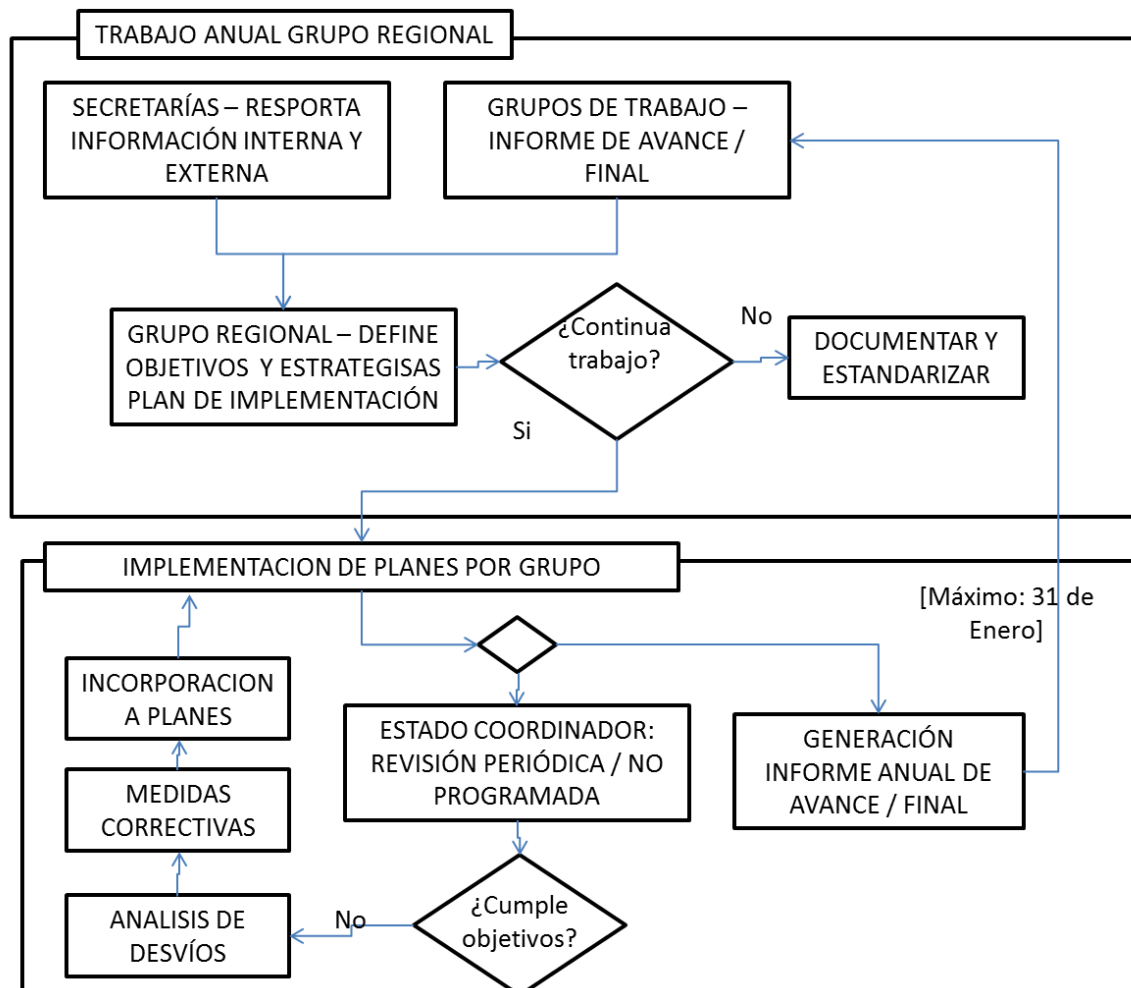 TRABAJO ANUAL GRUPO REGIONAL
SECRETARÍAS – RESPORTA
INFORMACIÓN INTERNA Y
EXTERNA
GRUPOS DE TRABAJO –
INFORME DE AVANCE /
FINAL
GRUPO REGIONAL – DEFINE
OBJETIVOS Y ESTRATEGISAS
PLAN DE IMPLEMENTACIÓN
¿Continua
trabajo?
No
DOCUMENTAR Y
ESTANDARIZAR
Si
IMPLEMENTACION DE PLANES POR GRUPO
[Máximo: 31 de
Enero]
INCORPORACION
A PLANES
ESTADO COORDINADOR:
REVISIÓN PERIÓDICA / NO
PROGRAMADA
GENERACIÓN
INFORME ANUAL DE
AVANCE / FINAL
MEDIDAS
CORRECTIVAS
ANALISIS DE
DESVÍOS
No
¿Cumple
objetivos?